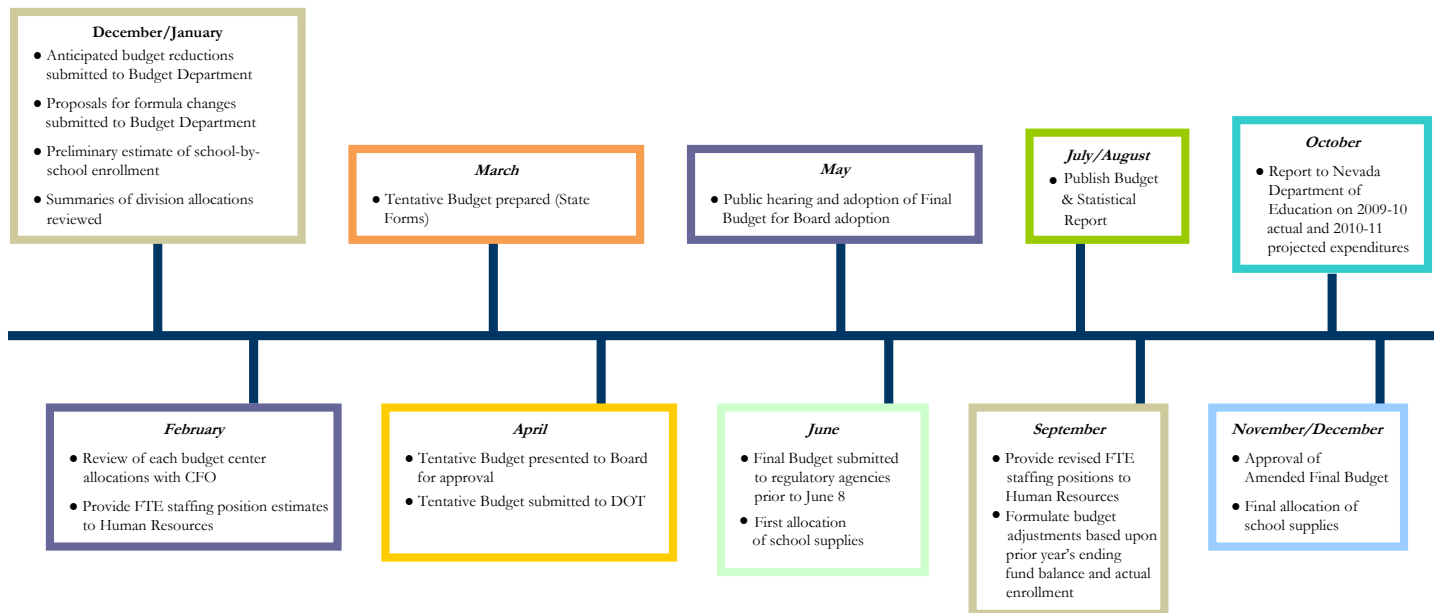 December/January
● Anticipated budget reductions
submitted to Budget Department
● Proposals for formula changes
submitted to Budget Department
● Preliminary estimate of school-by-
school enrollment
● Summaries of division allocations
reviewed
March
● Tentative Budget prepared (State
Forms)
May
● Public hearing and adoption of Final
Budget for Board adoption
July/August
● Publish Budget
& Statistical
Report
October
● Report to Nevada
Department of
Education on 2009-10
actual and 2010-11
projected expenditures
February
● Review of each budget center
allocations with CFO
● Provide FTE staffing position estimates
to Human Resources
April
● Tentative Budget presented to Board
for approval
● Tentative Budget submitted to DOT
June
● Final Budget submitted
to regulatory agencies
prior to June 8
● First allocation
of school supplies
September
● Provide revised FTE
staffing positions to
Human Resources
● Formulate budget
adjustments based upon
prior year's ending
fund balance and actual
enrollment
November/December
● Approval of
Amended Final Budget
● Final allocation of
school supplies